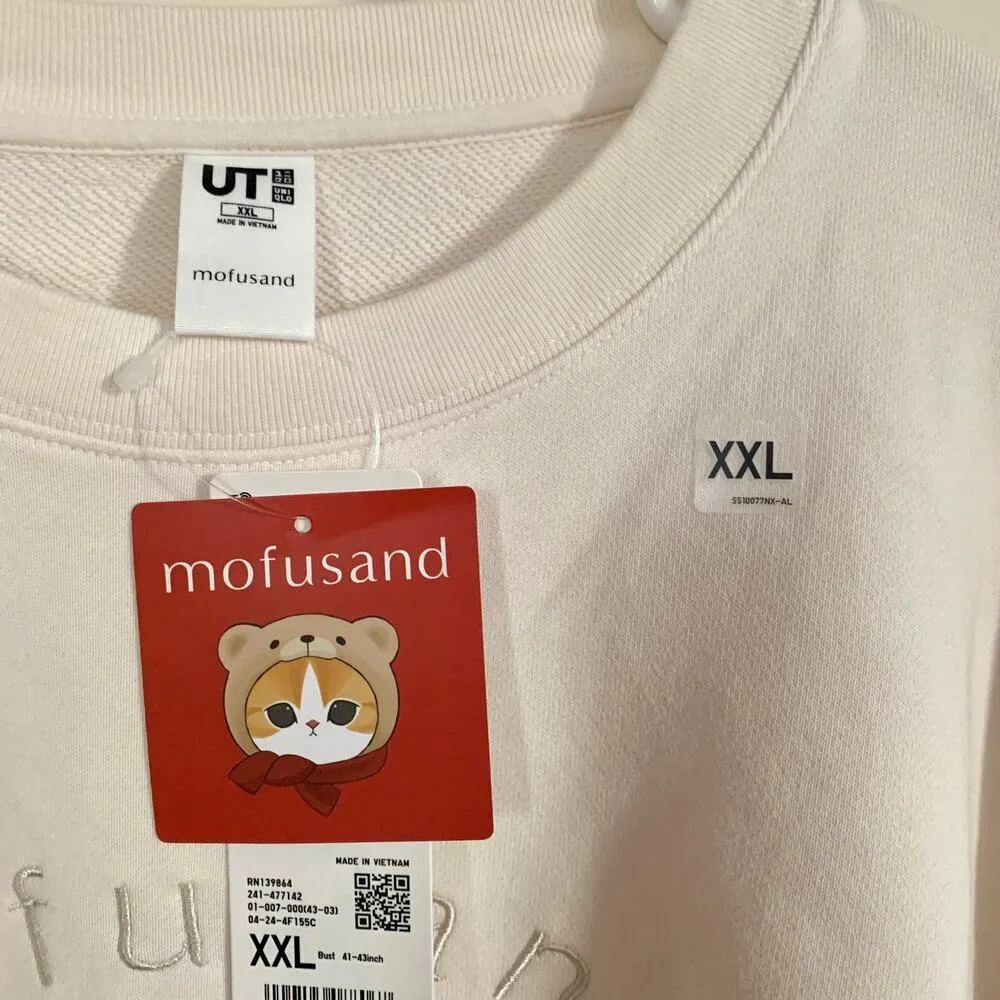 UT
UNI
QLO
XXL
MADE IN VIETNAM
mofusand
XXL
SS10077NX-AL
mofusand
MADE IN VIETNAM
RN139864
241-477142
01-007-000(43-03)
04-24-4F155C
XXL Bust 41-43inch
fu n